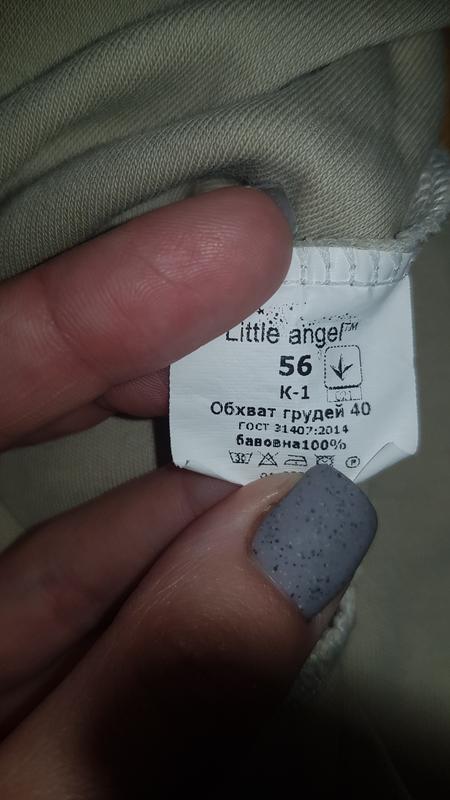 Little angel™
56
К-1
Обхват грудей 40
ГОСТ 31407:2014
бавовна100%